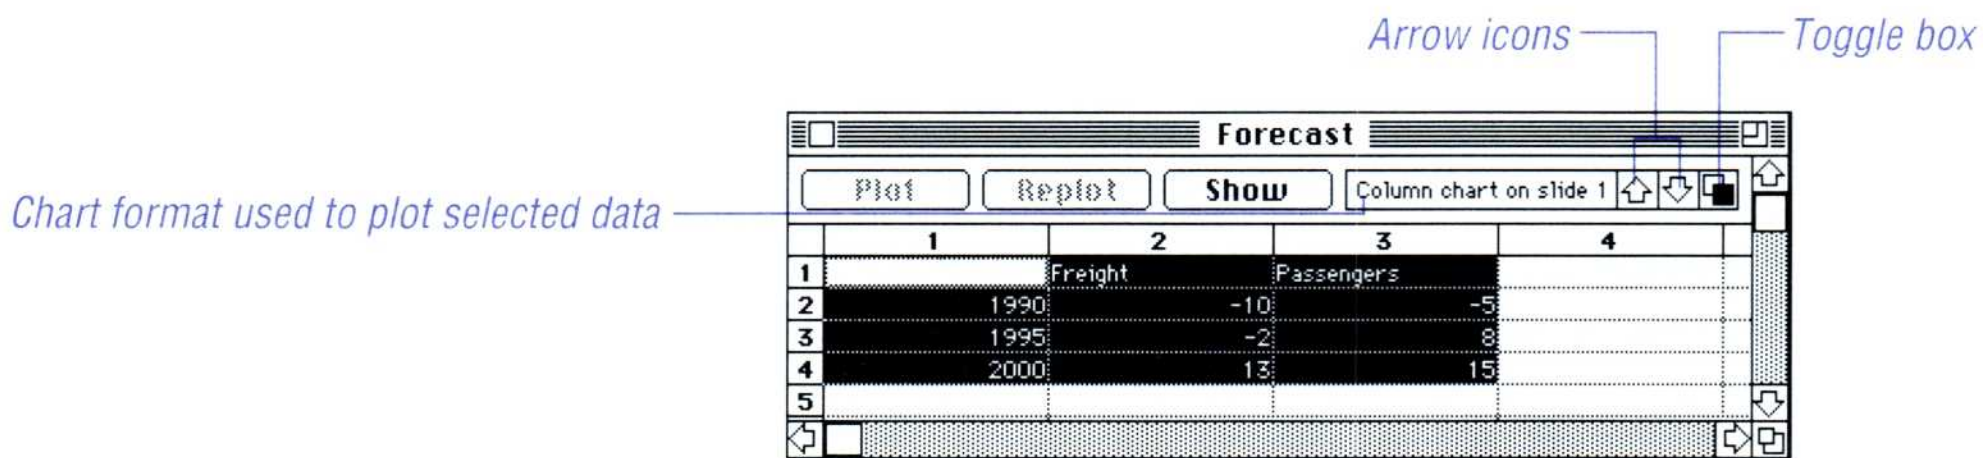 Arrow icons Toggle box
Forecast
Chart format used to plot selected data Plot Replot Show Column chart on slide 1
1 2 3 4
1 Freight Passengers
2 1990 -10 -5
3 1995 -2 8
4 2000 13 15
5